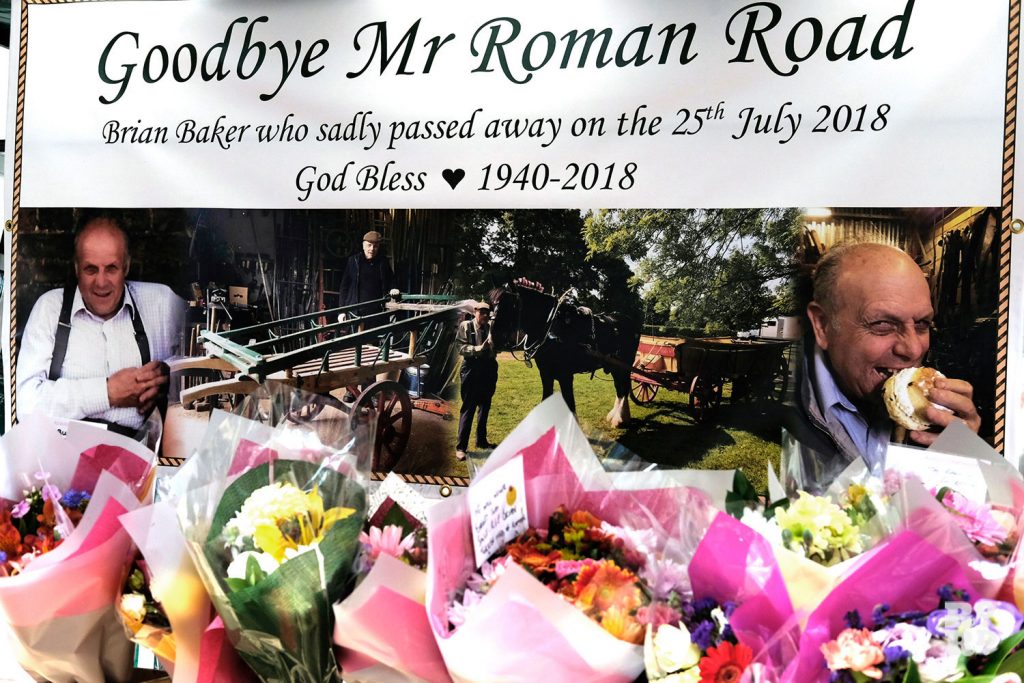 Goodbye Mr Roman Road
Brian Baker who sadly passed away on the 25th July 2018
God Bless ♥ 1940-2018